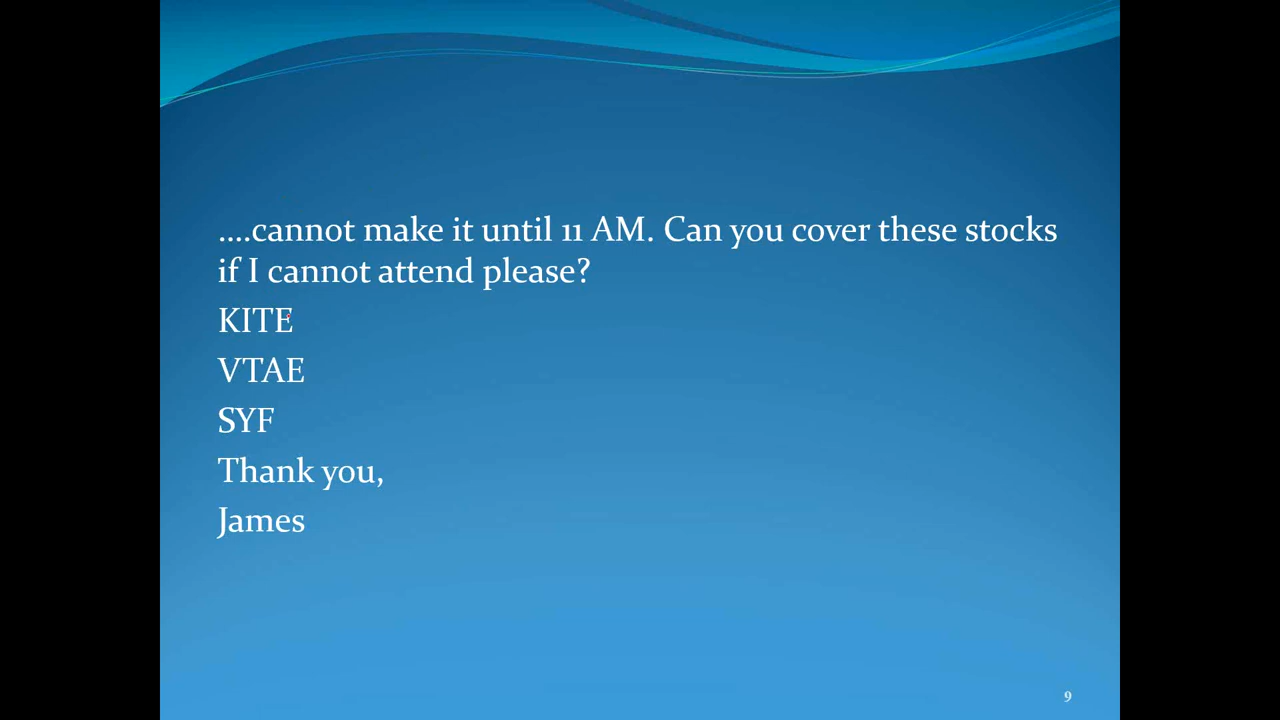 ....cannot make it until 11 AM. Can you cover these stocks
if I cannot attend please?
KITE
VTAE
SYF
Thank you,
James
9